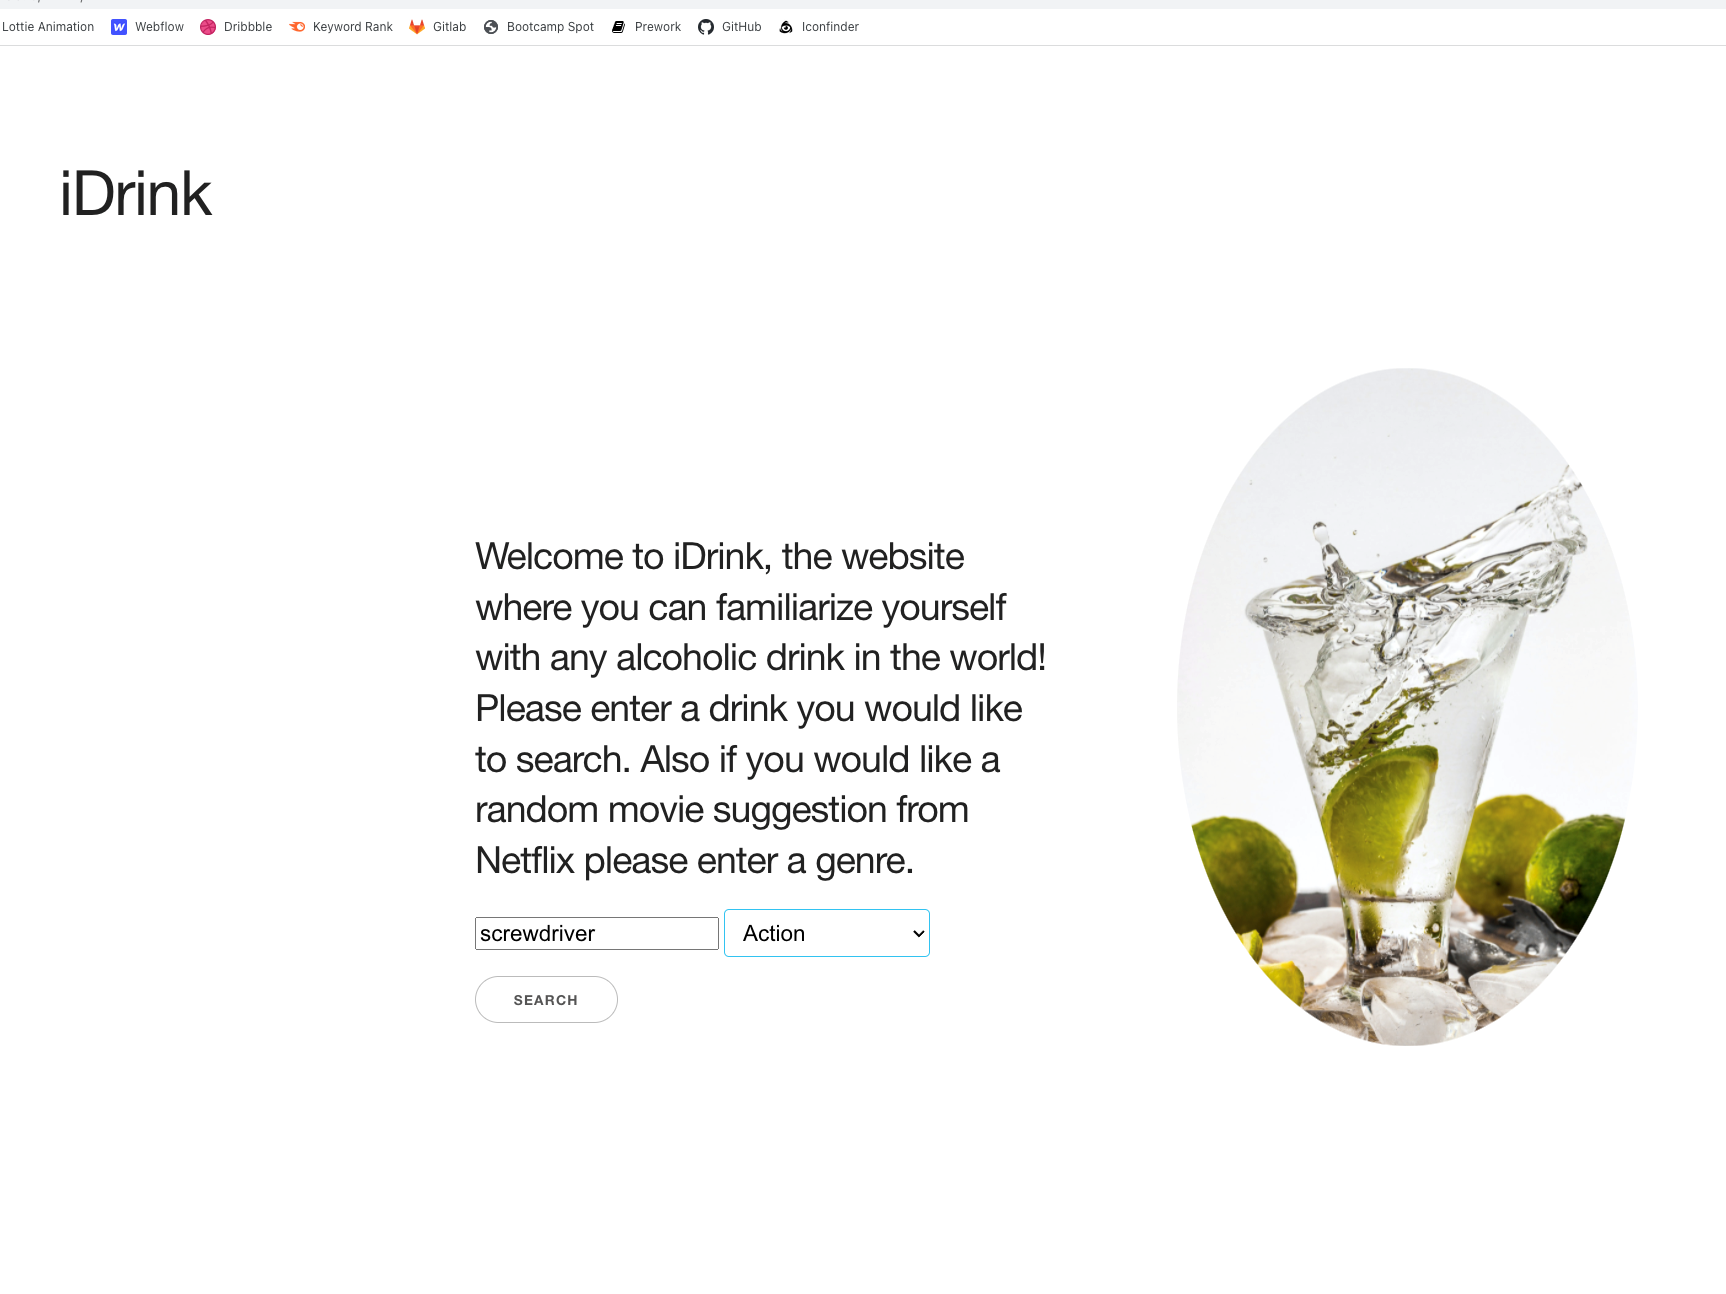 Lottie Animation Webflow Dribbble Keyword Rank Gitlab Bootcamp Spot Prework GitHub Iconfinder
iDrink
Welcome to iDrink, the website
where you can familiarize yourself
with any alcoholic drink in the world!
Please enter a drink you would like
to search. Also if you would like a
random movie suggestion from
Netflix please enter a genre.
screwdriver Action
SEARCH